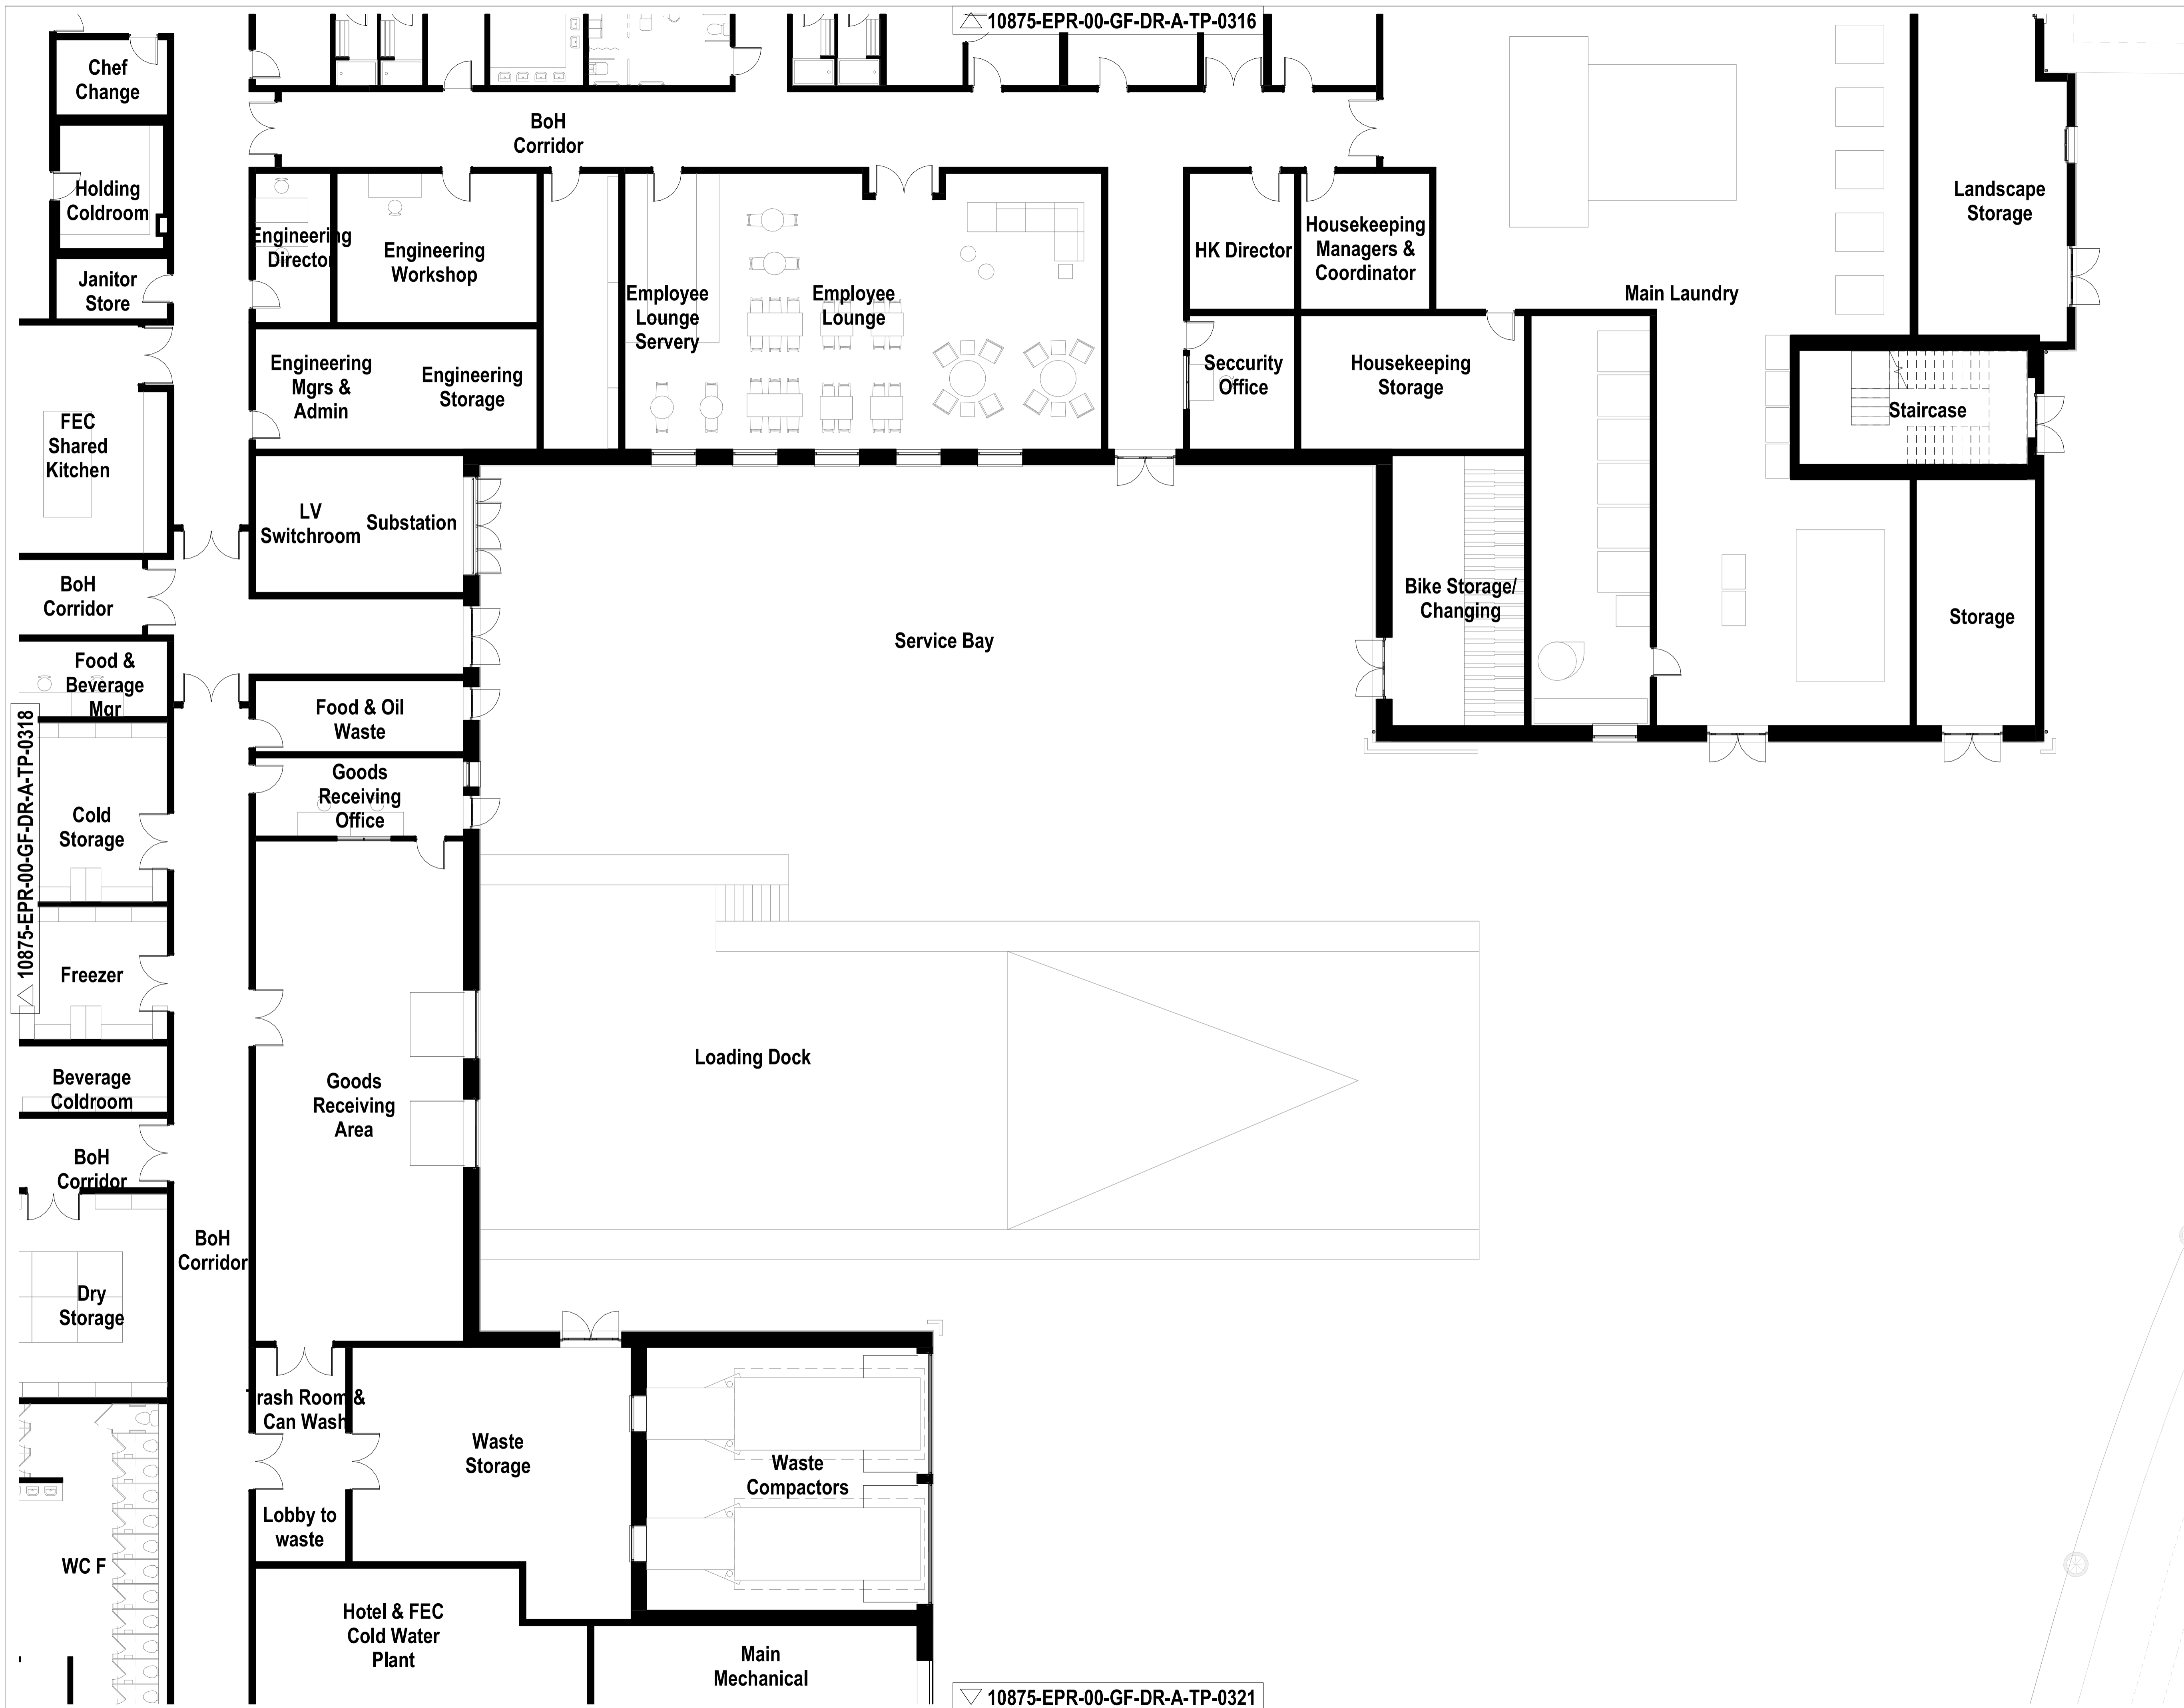 10875-EPR-00-GF-DR-A-TP-0316
Chef
Change
BoH
Corridor
Holding
Coldroom
Landscape
Storage
Engineering
Director
Engineering
Workshop
HK Director
Housekeeping
Managers &
Coordinator
Janitor
Store
Employee
Lounge
Servery
Employee
Lounge
Main Laundry
Engineering
Mgrs &
Admin
Engineering
Storage
Seccurity
Office
Housekeeping
Storage
Staircase
FEC
Shared
Kitchen
LV
Switchroom
Substation
BoH
Corridor
Service Bay
Bike Storage/
Changing
Storage
Food &
Beverage
Mgr
Food & Oil
Waste
10875-EPR-00-GF-DR-A-TP-0318
Goods
Receiving
Office
Cold
Storage
Freezer
Loading Dock
Beverage
Coldroom
Goods
Receiving
Area
BoH
Corridor
BoH
Corridor
Dry
Storage
Trash Room &
Can Wash
Waste
Storage
Waste
Compactors
Lobby to
waste
WC F
Hotel & FEC
Cold Water
Plant
Main
Mechanical
10875-EPR-00-GF-DR-A-TP-0321